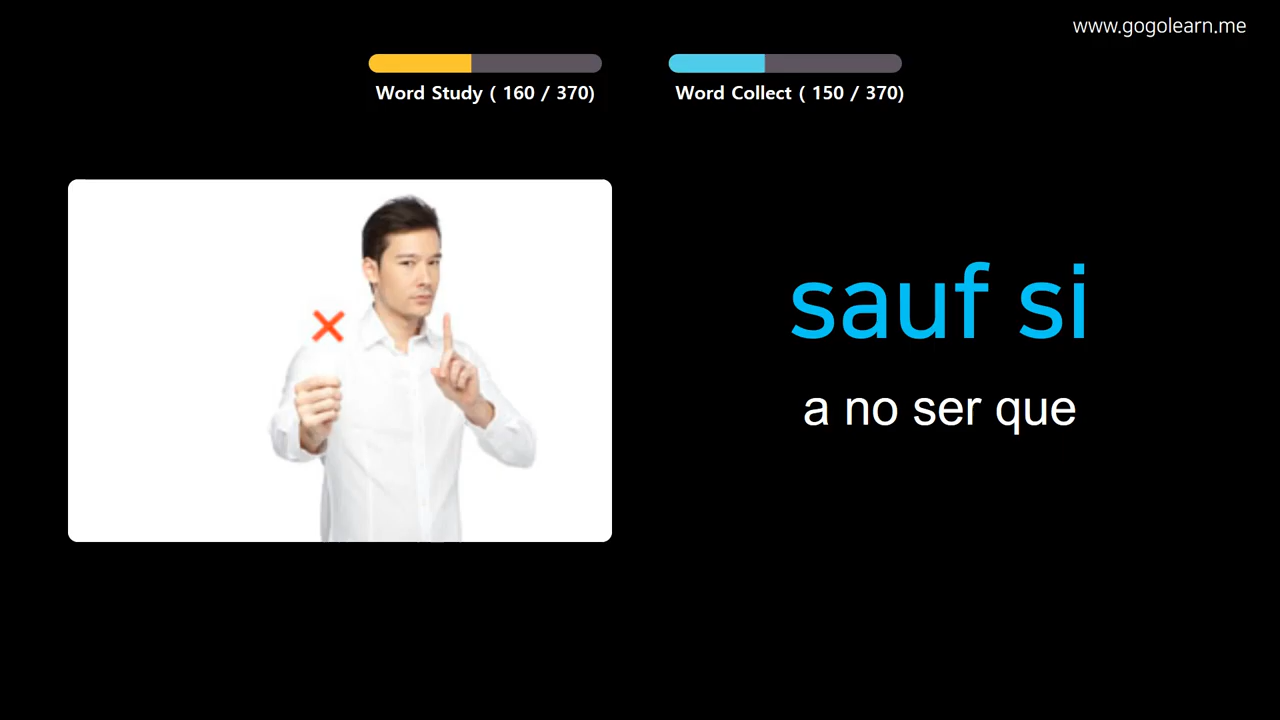 www.gogolearn.me
Word Study ( 160 / 370)
Word Collect ( 150 / 370)
sauf si
a no ser que